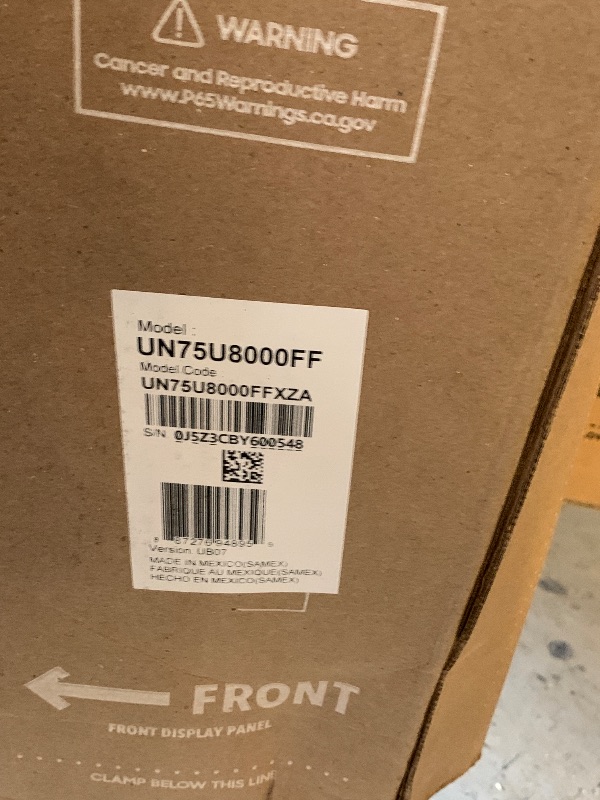 WARNING
Cancer and Reproductive Harm
www.P65Warnings.ca.gov
Model :
UN75U8000FF
Model Code
UN75U8000FFXZA
S/N 0J5Z3CBY600548
Version UB07
MADE IN MEXICO(SAMEX)
FABRIQUE AU MEXIQUE(SAMEX)
HECHO EN MEXICO(SAMEX)
FRONT
FRONT DISPLAY PANEL
CLAMP BELOW THIS LINE